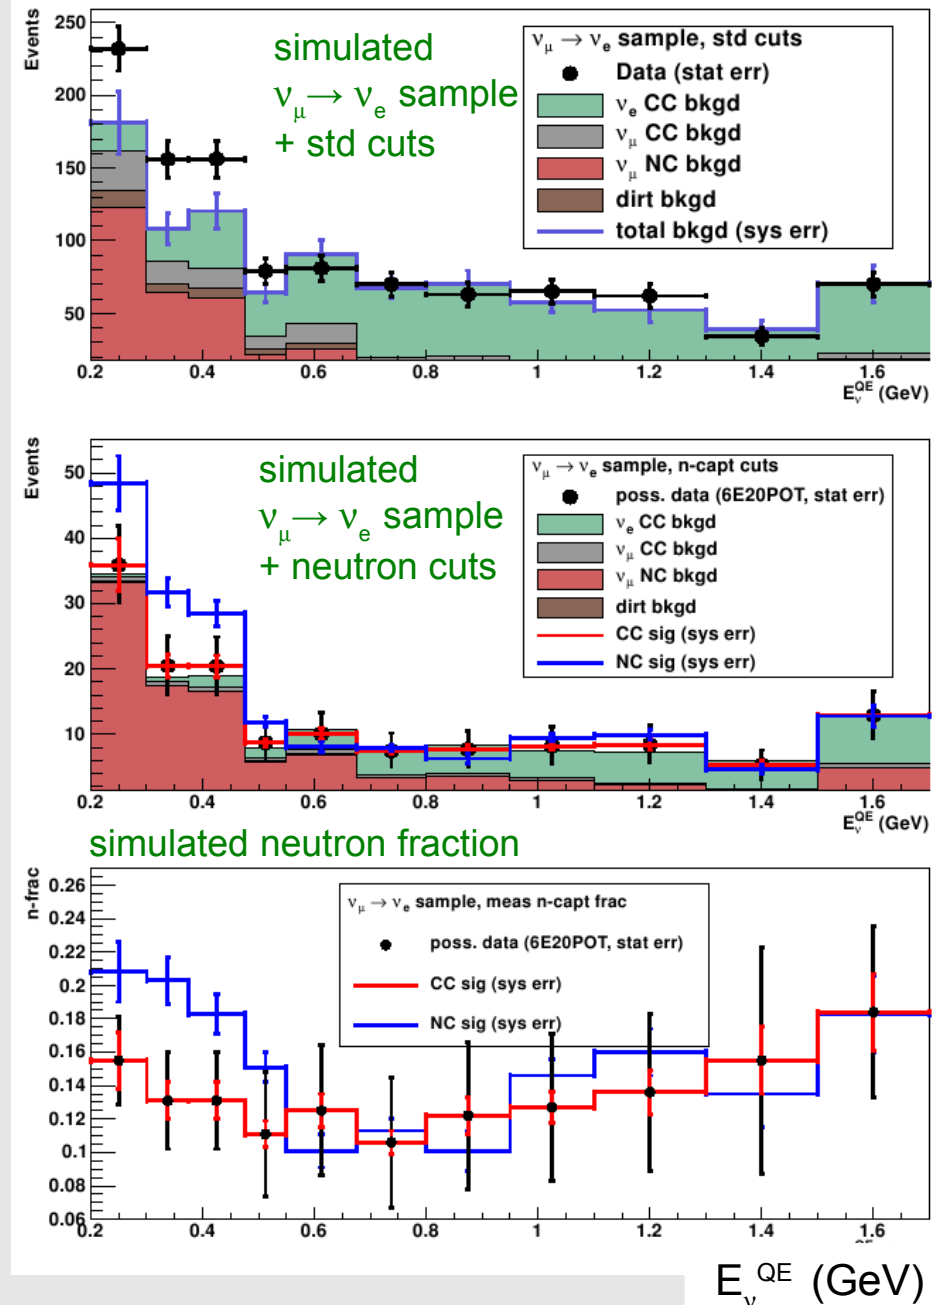 Events
250
200
150
100
50
simulated
νμ → νe sample
+ std cuts
νμ → νe sample, std cuts
Data (stat err)
νe CC bkgd
νμ CC bkgd
νμ NC bkgd
dirt bkgd
total bkgd (sys err)
0.2 0.4 0.6 0.8 1 1.2 1.4 1.6
EνQE (GeV)
Events
50
40
30
20
10
simulated
νμ → νe sample
+ neutron cuts
νμ → νe sample, n-capt cuts
poss. data (6E20POT, stat err)
νe CC bkgd
νμ CC bkgd
νμ NC bkgd
dirt bkgd
CC sig (sys err)
NC sig (sys err)
0.2 0.4 0.6 0.8 1 1.2 1.4 1.6
EνQE (GeV)
simulated neutron fraction
n-frac
0.26
0.24
0.22
0.2
0.18
0.16
0.14
0.12
0.1
0.08
0.06
νμ → νe sample, meas n-capt frac
poss. data (6E20POT, stat err)
CC sig (sys err)
NC sig (sys err)
0.2 0.4 0.6 0.8 1 1.2 1.4 1.6
EνQE (GeV)